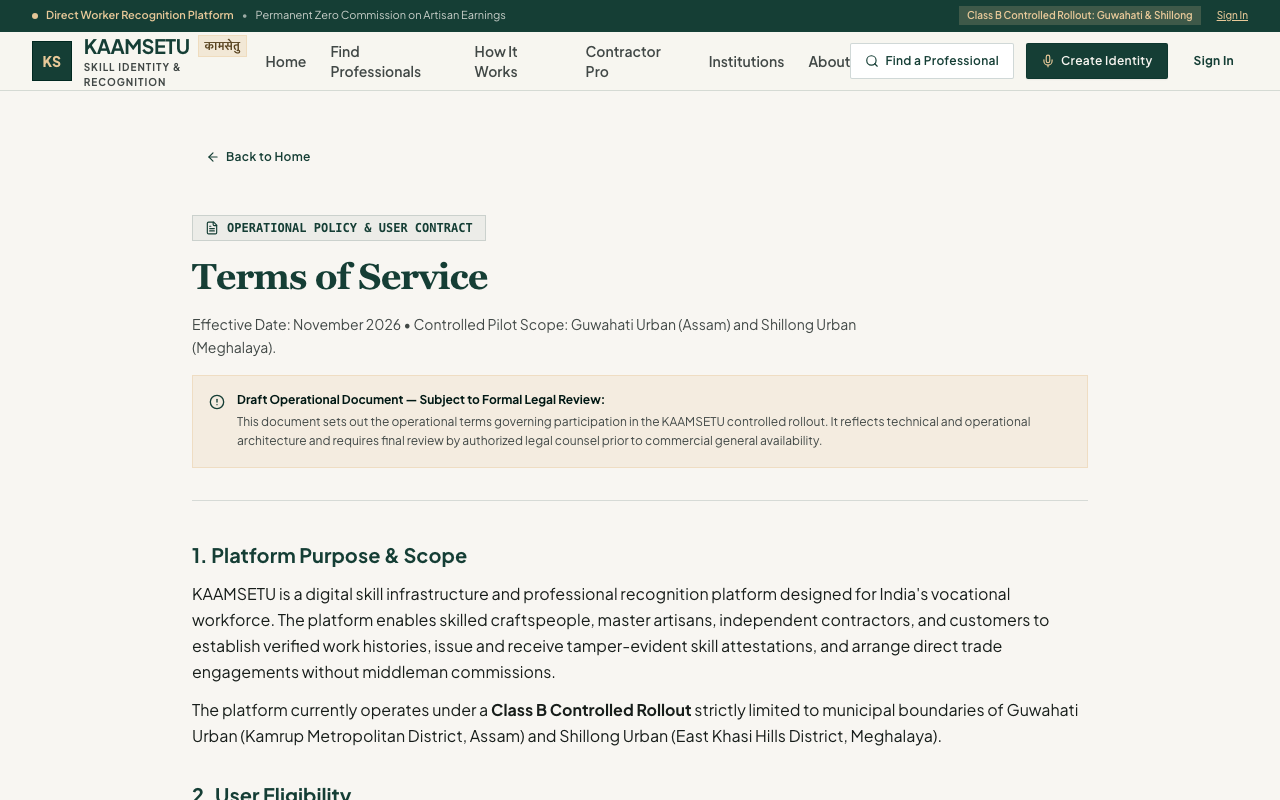 Direct Worker Recognition Platform • Permanent Zero Commission on Artisan Earnings
Class B Controlled Rollout: Guwahati & Shillong
Sign In
KS
KAAMSETU
कामसेतु
SKILL IDENTITY &
RECOGNITION
Home
Find
Professionals
How It
Works
Contractor
Pro
Institutions
About
Find a Professional
Create Identity
Sign In
Back to Home
OPERATIONAL POLICY & USER CONTRACT
Terms of Service
Effective Date: November 2026 • Controlled Pilot Scope: Guwahati Urban (Assam) and Shillong Urban
(Meghalaya).
Draft Operational Document — Subject to Formal Legal Review:
This document sets out the operational terms governing participation in the KAAMSETU controlled rollout. It reflects technical and operational
architecture and requires final review by authorized legal counsel prior to commercial general availability.
1. Platform Purpose & Scope
KAAMSETU is a digital skill infrastructure and professional recognition platform designed for India's vocational
workforce. The platform enables skilled craftspeople, master artisans, independent contractors, and customers to
establish verified work histories, issue and receive tamper-evident skill attestations, and arrange direct trade
engagements without middleman commissions.
The platform currently operates under a Class B Controlled Rollout strictly limited to municipal boundaries of Guwahati
Urban (Kamrup Metropolitan District, Assam) and Shillong Urban (East Khasi Hills District, Meghalaya).
2. User Eligibility